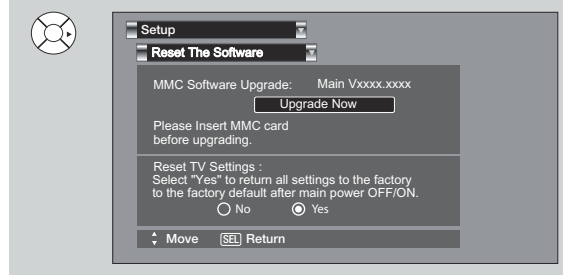 Setup
Reset The Software
MMC Software Upgrade: Main Vxxxx.xxxx
Upgrade Now
Please Insert MMC card
before upgrading.
Reset TV Settings :
Select "Yes" to return all settings to the factory
to the factory default after main power OFF/ON.
No Yes
Move SEL Return